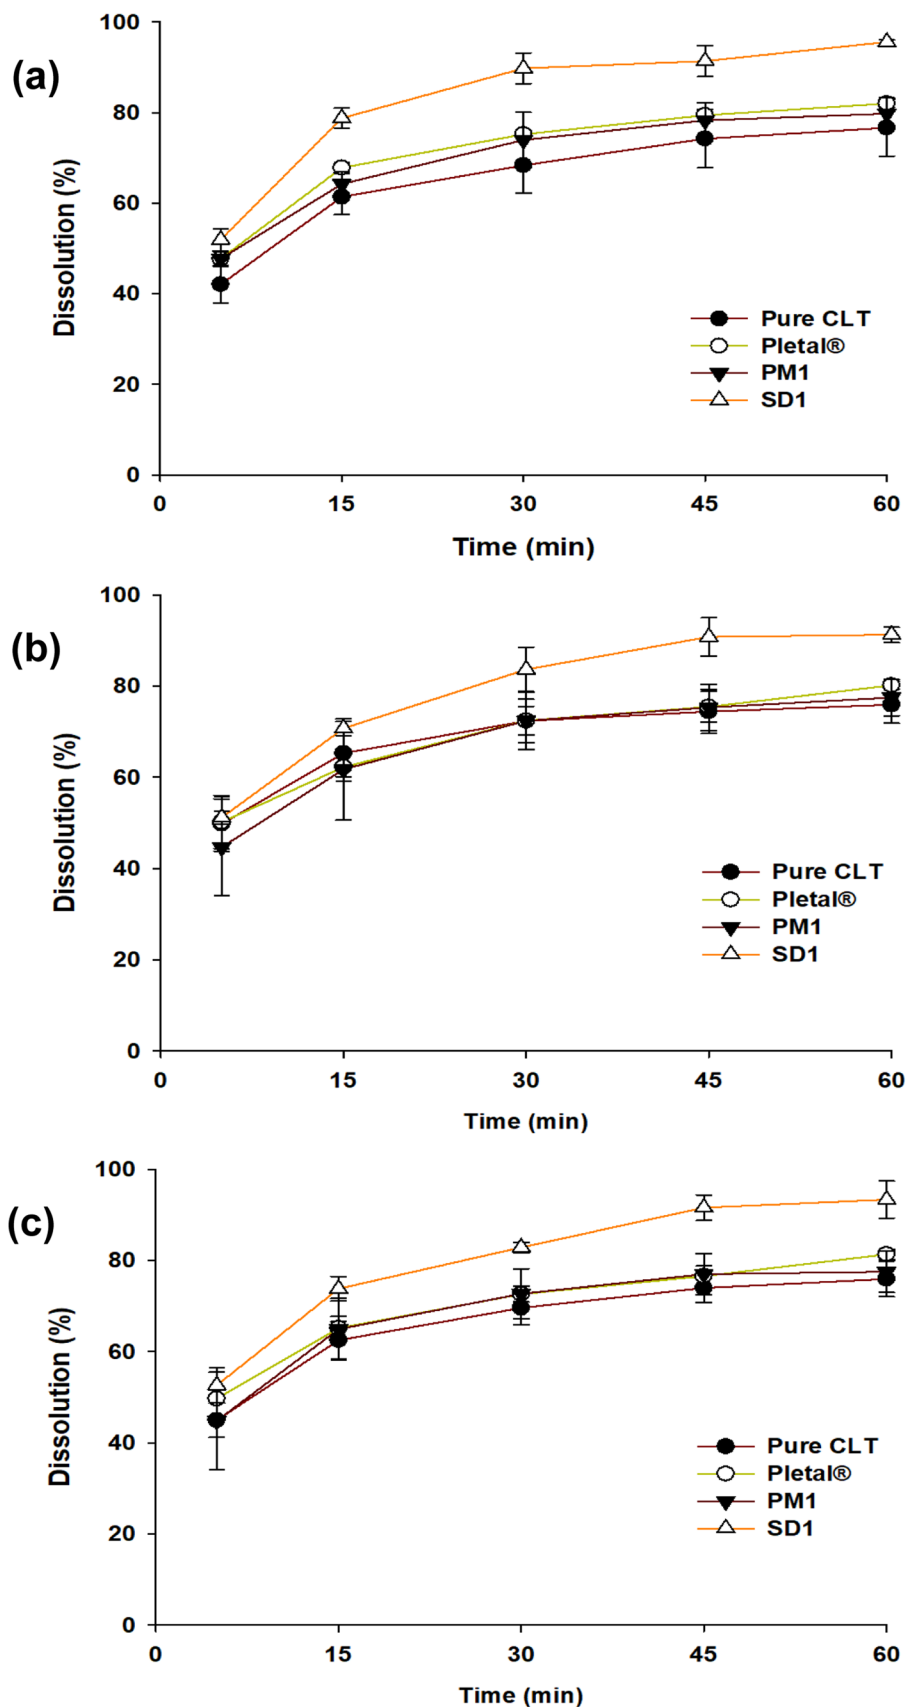 (a)
Dissolution (%)
100
80
60
40
20
0
0 15 30 45 60
Time (min)
Pure CLT
Pletal®
PM1
SD1
(b)
Dissolution (%)
100
80
60
40
20
0
0 15 30 45 60
Time (min)
Pure CLT
Pletal®
PM1
SD1
(c)
Dissolution (%)
100
80
60
40
20
0
0 15 30 45 60
Time (min)
Pure CLT
Pletal®
PM1
SD1